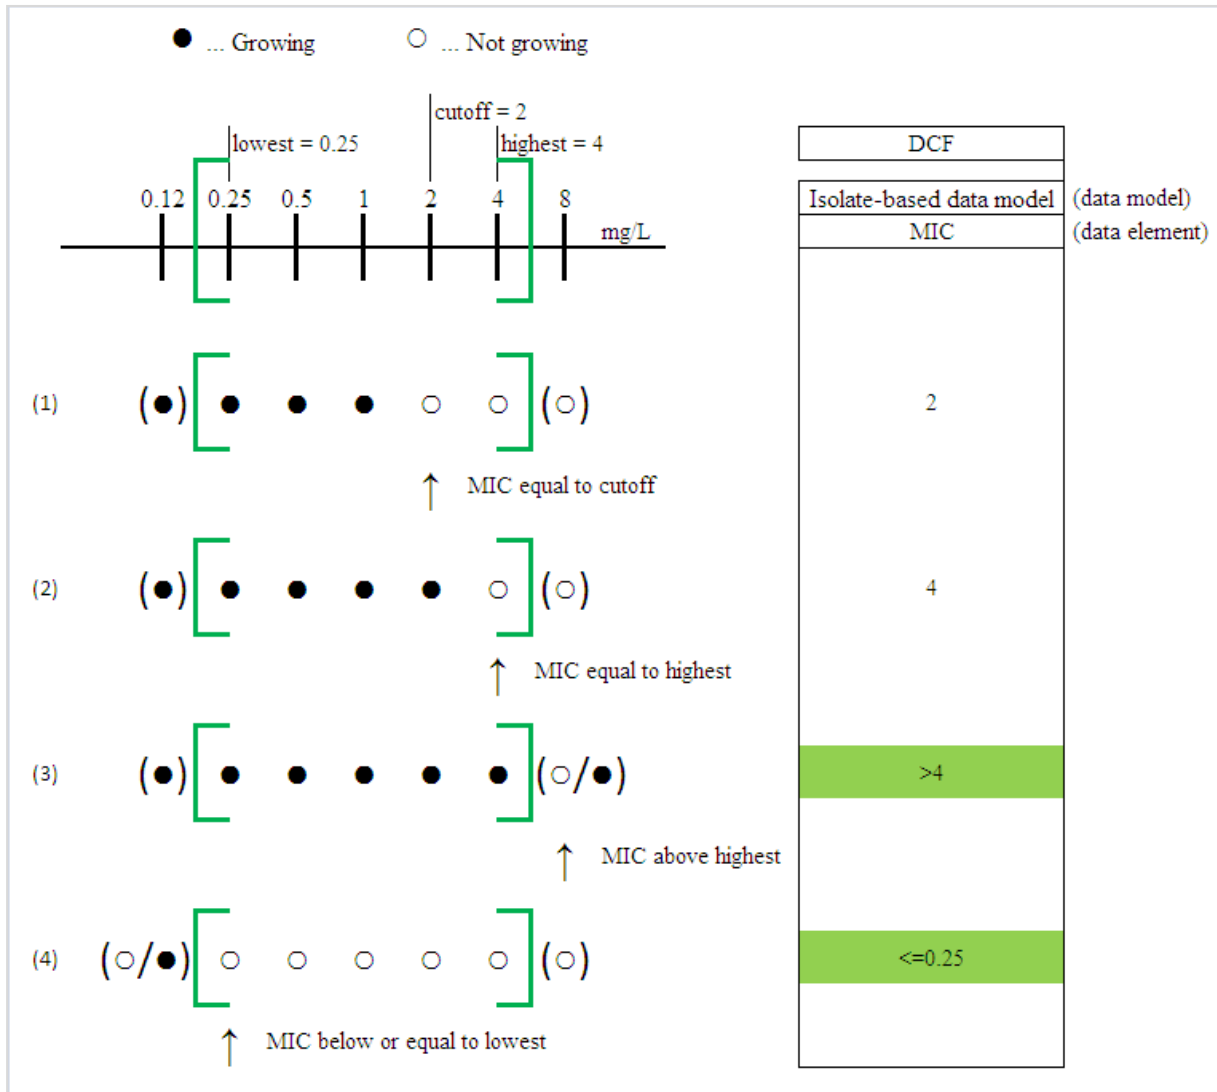 ● ... Growing ○ ... Not growing
cutoff = 2
lowest = 0.25 highest = 4
DCF
0.12 0.25 0.5 1 2 4 8
mg/L
Isolate-based data model (data model)
MIC (data element)
(1) (●) ● ● ● ○ ○ (○) 2
↑ MIC equal to cutoff
(2) (●) ● ● ● ● ○ (○) 4
↑ MIC equal to highest
(3) (●) ● ● ● ● ● (○/●) >4
↑ MIC above highest
(4) (○/●) ○ ○ ○ ○ ○ (○) <=0.25
↑ MIC below or equal to lowest